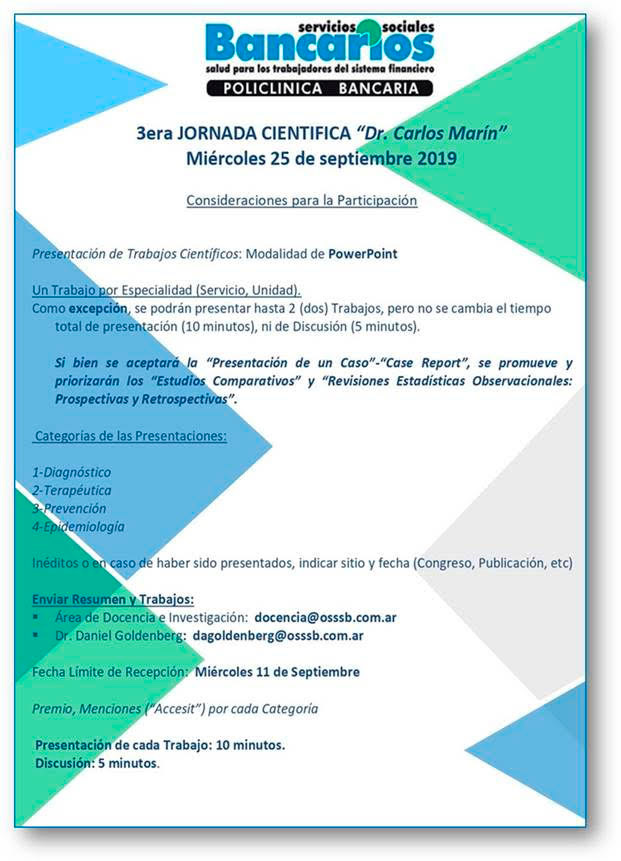 servicios sociales
Bancarios
salud para los trabajadores del sistema financiero
POLICLINICA BANCARIA
3era JORNADA CIENTIFICA “Dr. Carlos Marín”
Miércoles 25 de septiembre 2019
Consideraciones para la Participación
Presentación de Trabajos Científicos: Modalidad de PowerPoint
Un Trabajo por Especialidad (Servicio, Unidad).
Como excepción, se podrán presentar hasta 2 (dos) Trabajos, pero no se cambia el tiempo
total de presentación (10 minutos), ni de Discusión (5 minutos).
Si bien se aceptará la “Presentación de un Caso”-“Case Report”, se promueve y
priorizarán los “Estudios Comparativos” y “Revisiones Estadísticas Observacionales:
Prospectivas y Retrospectivas”.
Categorías de las Presentaciones:
1-Diagnóstico
2-Terapéutica
3-Prevención
4-Epidemiología
Inéditos o en caso de haber sido presentados, indicar sitio y fecha (Congreso, Publicación, etc)
Enviar Resumen y Trabajos:
▪ Área de Docencia e Investigación: docencia@osssb.com.ar
▪ Dr. Daniel Goldenberg: dagoldenberg@osssb.com.ar
Fecha Límite de Recepción: Miércoles 11 de Septiembre
Premio, Menciones (“Accesit”) por cada Categoría
Presentación de cada Trabajo: 10 minutos.
Discusión: 5 minutos.